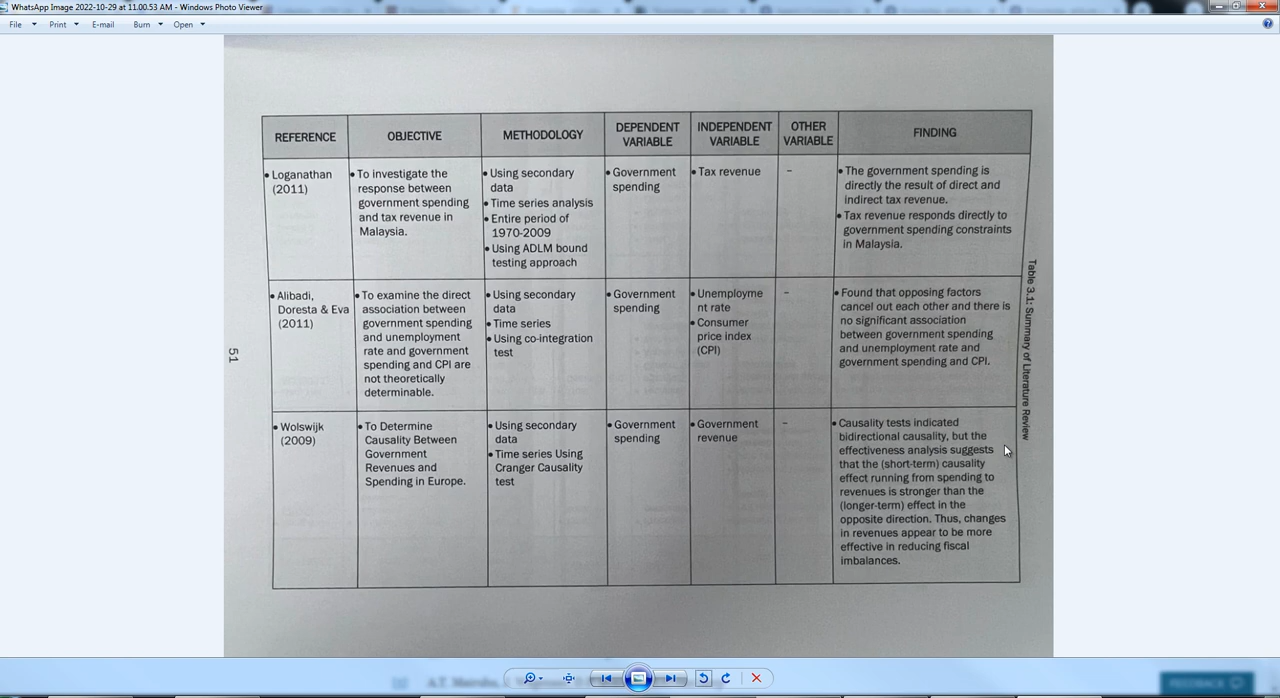 WhatsApp Image 2022-10-29 at 11.00.53 AM - Windows Photo Viewer
File Print E-mail Burn Open
REFERENCE
OBJECTIVE
METHODOLOGY
DEPENDENT
VARIABLE
INDEPENDENT
VARIABLE
OTHER
VARIABLE
FINDING
• Loganathan
(2011)
• To investigate the
response between
government spending
and tax revenue in
Malaysia.
• Using secondary
data
• Time series analysis
• Entire period of
1970-2009
• Using ADLM bound
testing approach
• Government
spending
• Tax revenue
–
• The government spending is
directly the result of direct and
indirect tax revenue.
• Tax revenue responds directly to
government spending constraints
in Malaysia.
• Alibadi,
Doresta & Eva
(2011)
• To examine the direct
association between
government spending
and unemployment
rate and government
spending and CPI are
not theoretically
determinable.
• Using secondary
data
• Time series
• Using co-integration
test
• Government
spending
• Unemployme
nt rate
• Consumer
price index
(CPI)
–
• Found that opposing factors
cancel out each other and there is
no significant association
between government spending
and unemployment rate and
government spending and CPI.
• Wolswijk
(2009)
• To Determine
Causality Between
Government
Revenues and
Spending in Europe.
• Using secondary
data
• Time series Using
Cranger Causality
test
• Government
spending
• Government
revenue
–
• Causality tests indicated
bidirectional causality, but the
effectiveness analysis suggests
that the (short-term) causality
effect running from spending to
revenues is stronger than the
(longer-term) effect in the
opposite direction. Thus, changes
in revenues appear to be more
effective in reducing fiscal
imbalances.
Table 3.1: Summary of Literature Review
51
FEEDBACK